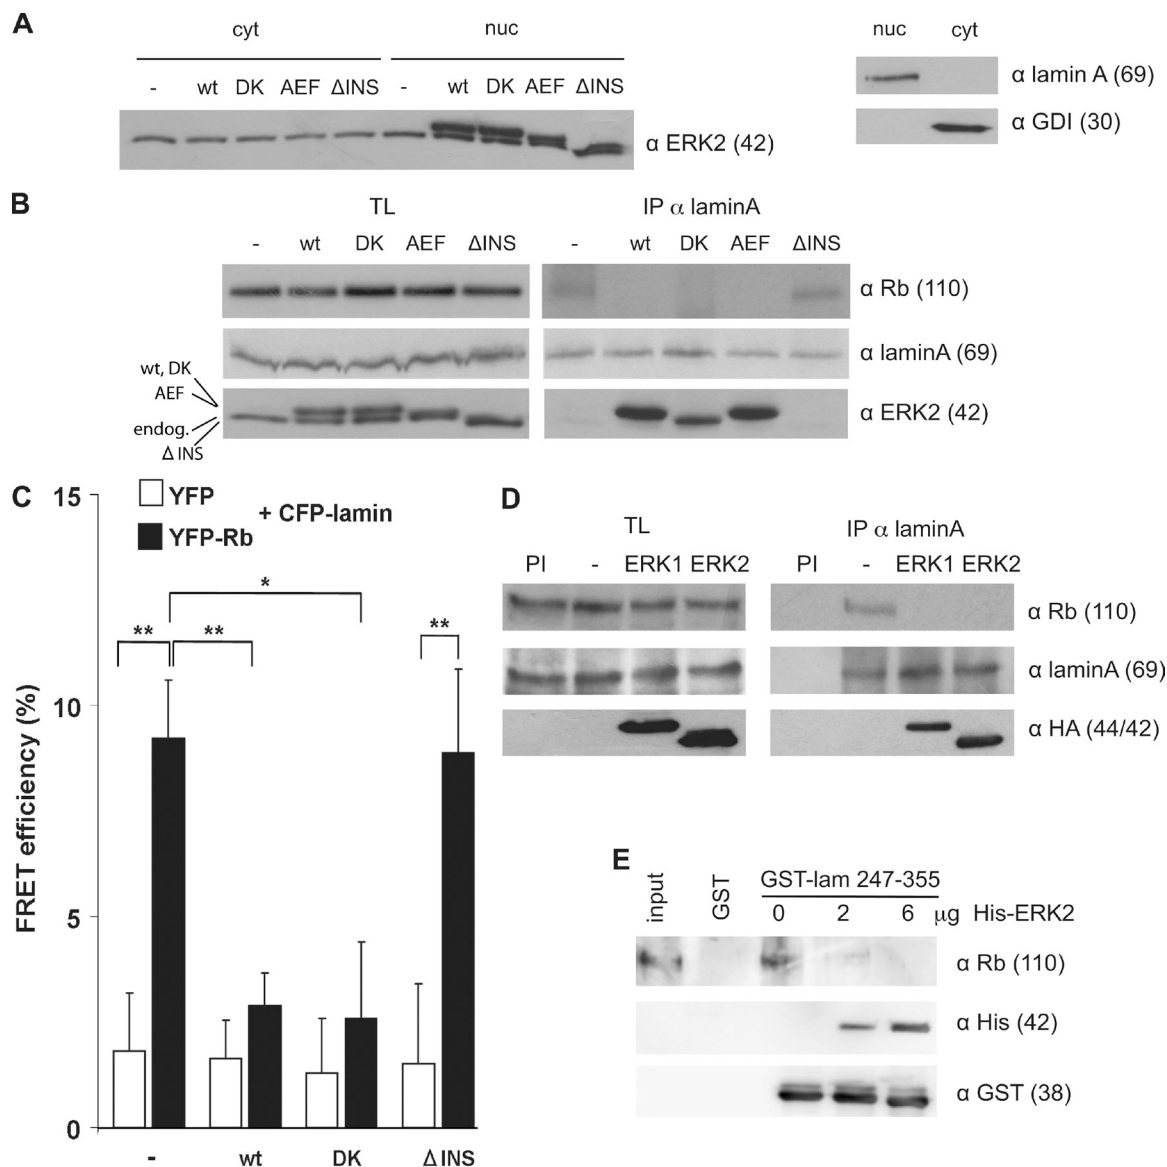 A
cyt nuc
- wt DK AEF ΔINS - wt DK AEF ΔINS
α ERK2 (42)
nuc cyt
α lamin A (69)
α GDI (30)
B
TL IP α laminA
- wt DK AEF ΔINS - wt DK AEF ΔINS
α Rb (110)
α laminA (69)
wt, DK
AEF
endog.
Δ INS
α ERK2 (42)
C
YFP
YFP-Rb
+ CFP-lamin
FRET efficiency (%)
15
10
5
0
*
** ** **
- wt DK Δ INS
D
TL IP α laminA
PI - ERK1 ERK2 PI - ERK1 ERK2
α Rb (110)
α laminA (69)
α HA (44/42)
E
input GST GST-lam 247-355
0 2 6 μg His-ERK2
α Rb (110)
α His (42)
α GST (38)